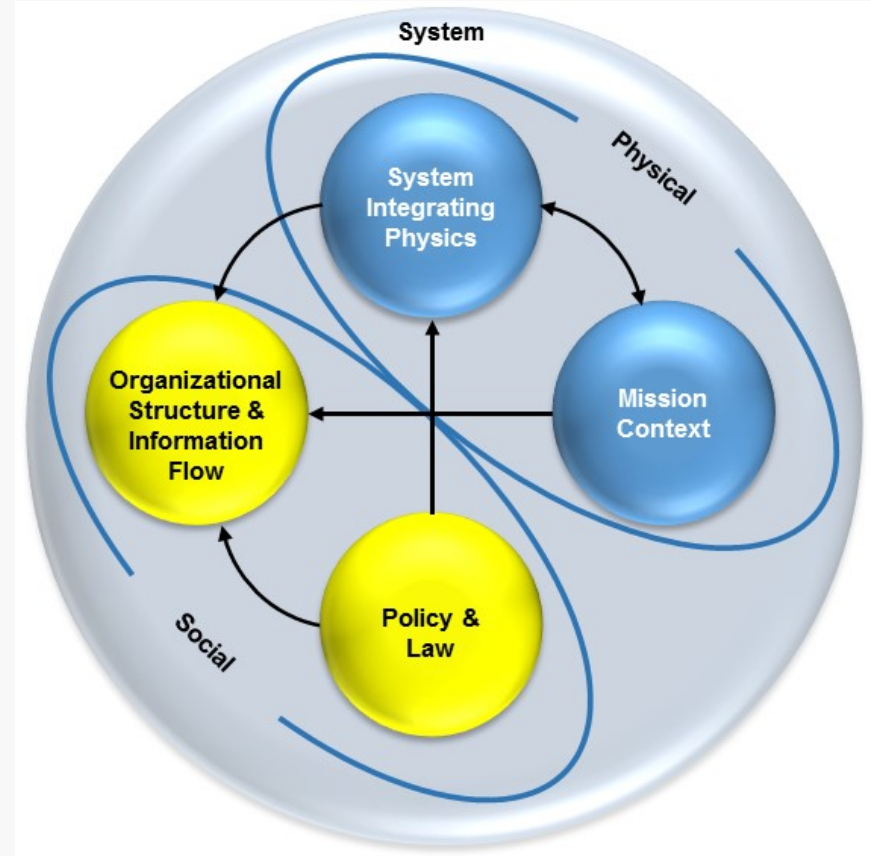 System
Physical
System
Integrating
Physics
Organizational
Structure &
Information
Flow
Mission
Context
Policy &
Law
Social